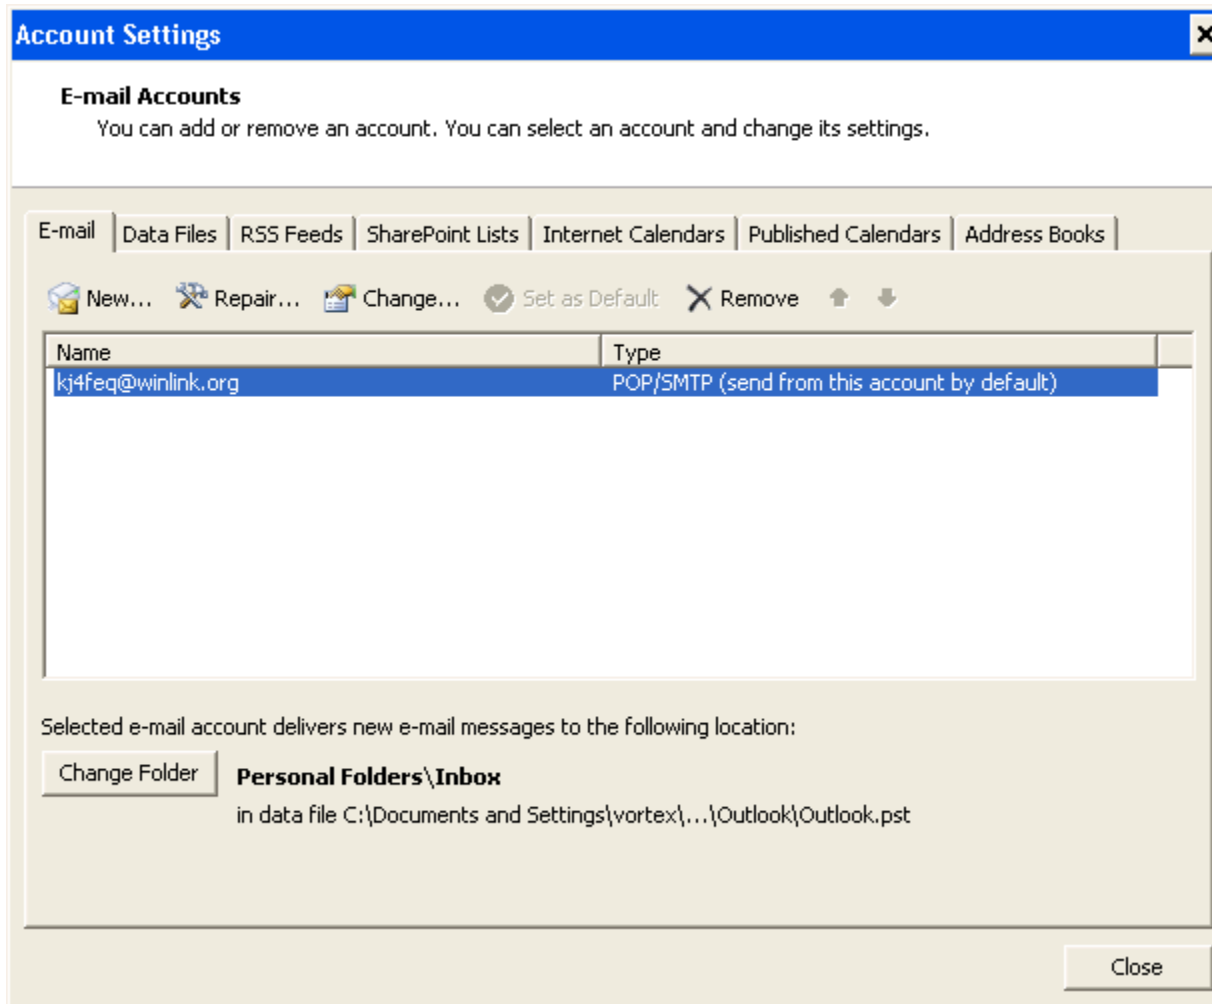 Account Settings
E-mail Accounts
You can add or remove an account. You can select an account and change its settings.
E-mail Data Files RSS Feeds SharePoint Lists Internet Calendars Published Calendars Address Books
New... Repair... Change... Set as Default Remove
Name Type
kj4feq@winlink.org POP/SMTP (send from this account by default)
Selected e-mail account delivers new e-mail messages to the following location:
Change Folder Personal Folders\Inbox
in data file C:\Documents and Settings\vortex\...\Outlook\Outlook.pst
Close